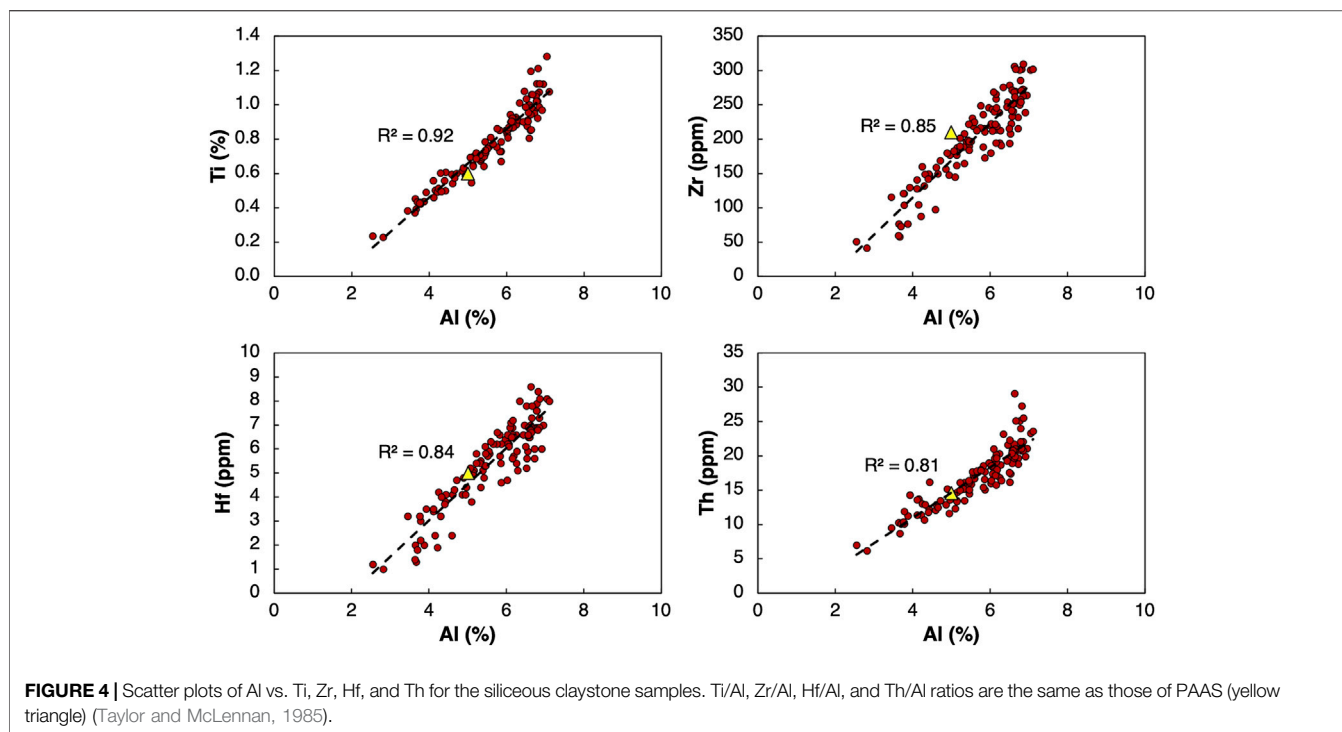 1.4
1.2
1.0
0.8
0.6
0.4
0.2
0.0
Ti (%)
R² = 0.92
0 2 4 6 8 10
Al (%)
350
300
250
200
150
100
50
0
Zr (ppm)
R² = 0.85
0 2 4 6 8 10
Al (%)
10
9
8
7
6
5
4
3
2
1
0
Hf (ppm)
R² = 0.84
0 2 4 6 8 10
Al (%)
35
30
25
20
15
10
5
0
Th (ppm)
R² = 0.81
0 2 4 6 8 10
Al (%)
FIGURE 4 | Scatter plots of Al vs. Ti, Zr, Hf, and Th for the siliceous claystone samples. Ti/Al, Zr/Al, Hf/Al, and Th/Al ratios are the same as those of PAAS (yellow
triangle) (Taylor and McLennan, 1985).